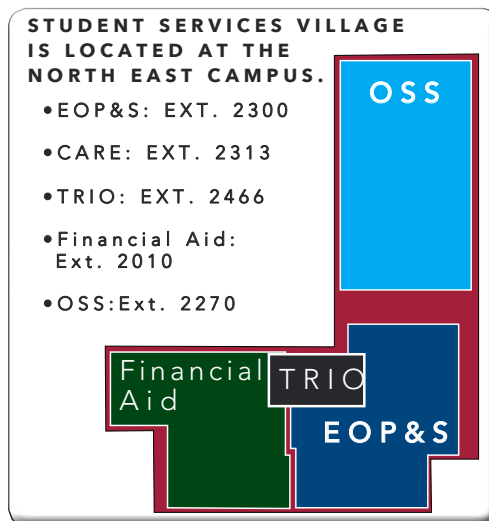 STUDENT SERVICES VILLAGE
IS LOCATED AT THE
NORTH EAST CAMPUS.
•EOP&S: EXT. 2300
•CARE: EXT. 2313
•TRIO: EXT. 2466
•Financial Aid:
Ext. 2010
•OSS:Ext. 2270
OSS
Financial
Aid
TRIO
EOP&S